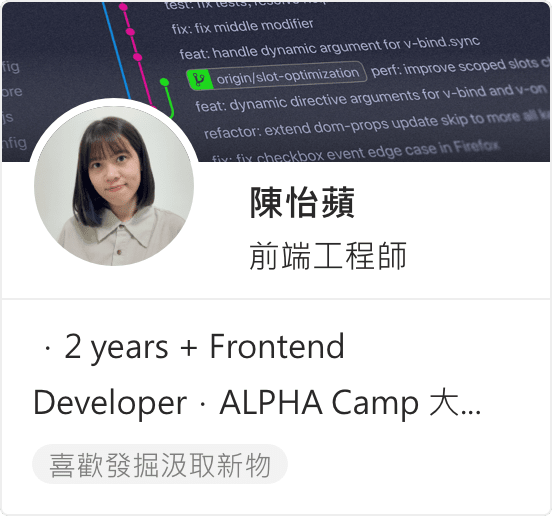 test: fix tests, resolve
fix: fix middle modifier
feat: handle dynamic argument for v-bind.sync
origin/slot-optimization perf: improve scoped slots
feat: dynamic directive arguments for v-bind and v-on
refactor: extend dom-props update skip to more all
fix: fix checkbox event edge case in Firefox
陳怡蘋
前端工程師
· 2 years + Frontend
Developer · ALPHA Camp 大...
喜歡發掘汲取新物